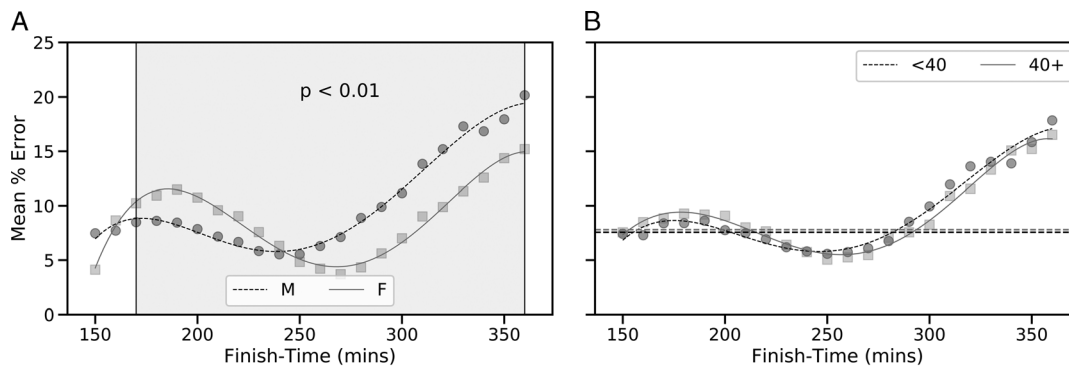 A
25
20
15
10
5
0
Mean % Error
p < 0.01
M F
150 200 250 300 350
Finish-Time (mins)
B
<40 40+
150 200 250 300 350
Finish-Time (mins)